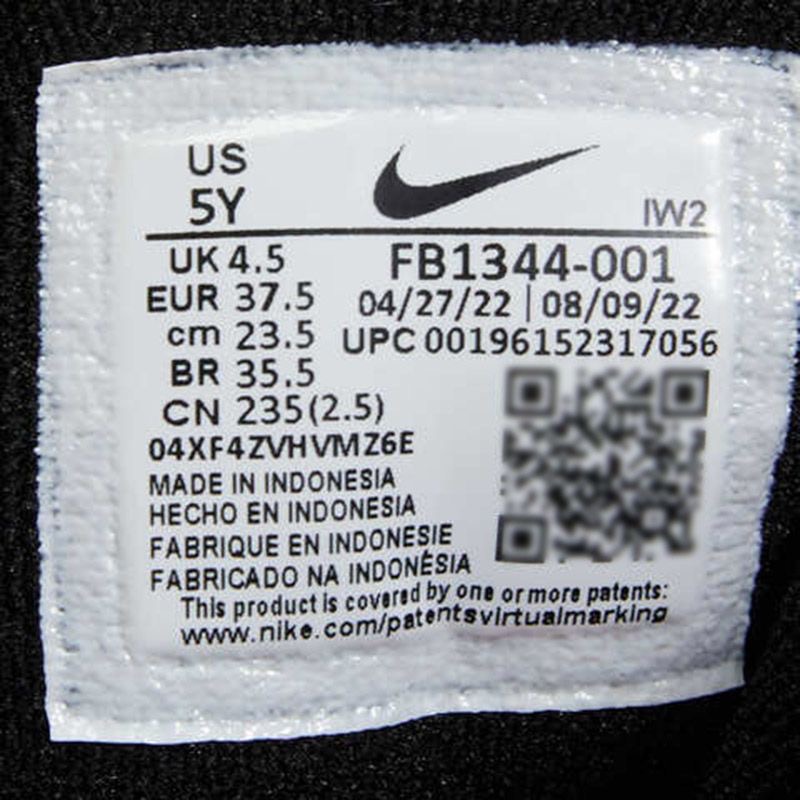 US
5Y
IW2
UK 4.5
EUR 37.5
cm 23.5
BR 35.5
CN 235(2.5)
FB1344-001
04/27/22 | 08/09/22
UPC 00196152317056
04XF4ZVHVMZ6E
MADE IN INDONESIA
HECHO EN INDONESIA
FABRIQUE EN INDONESIE
FABRICADO NA INDONÉSIA
This product is covered by one or more patents:
www.nike.com/patentsvirtualmarking